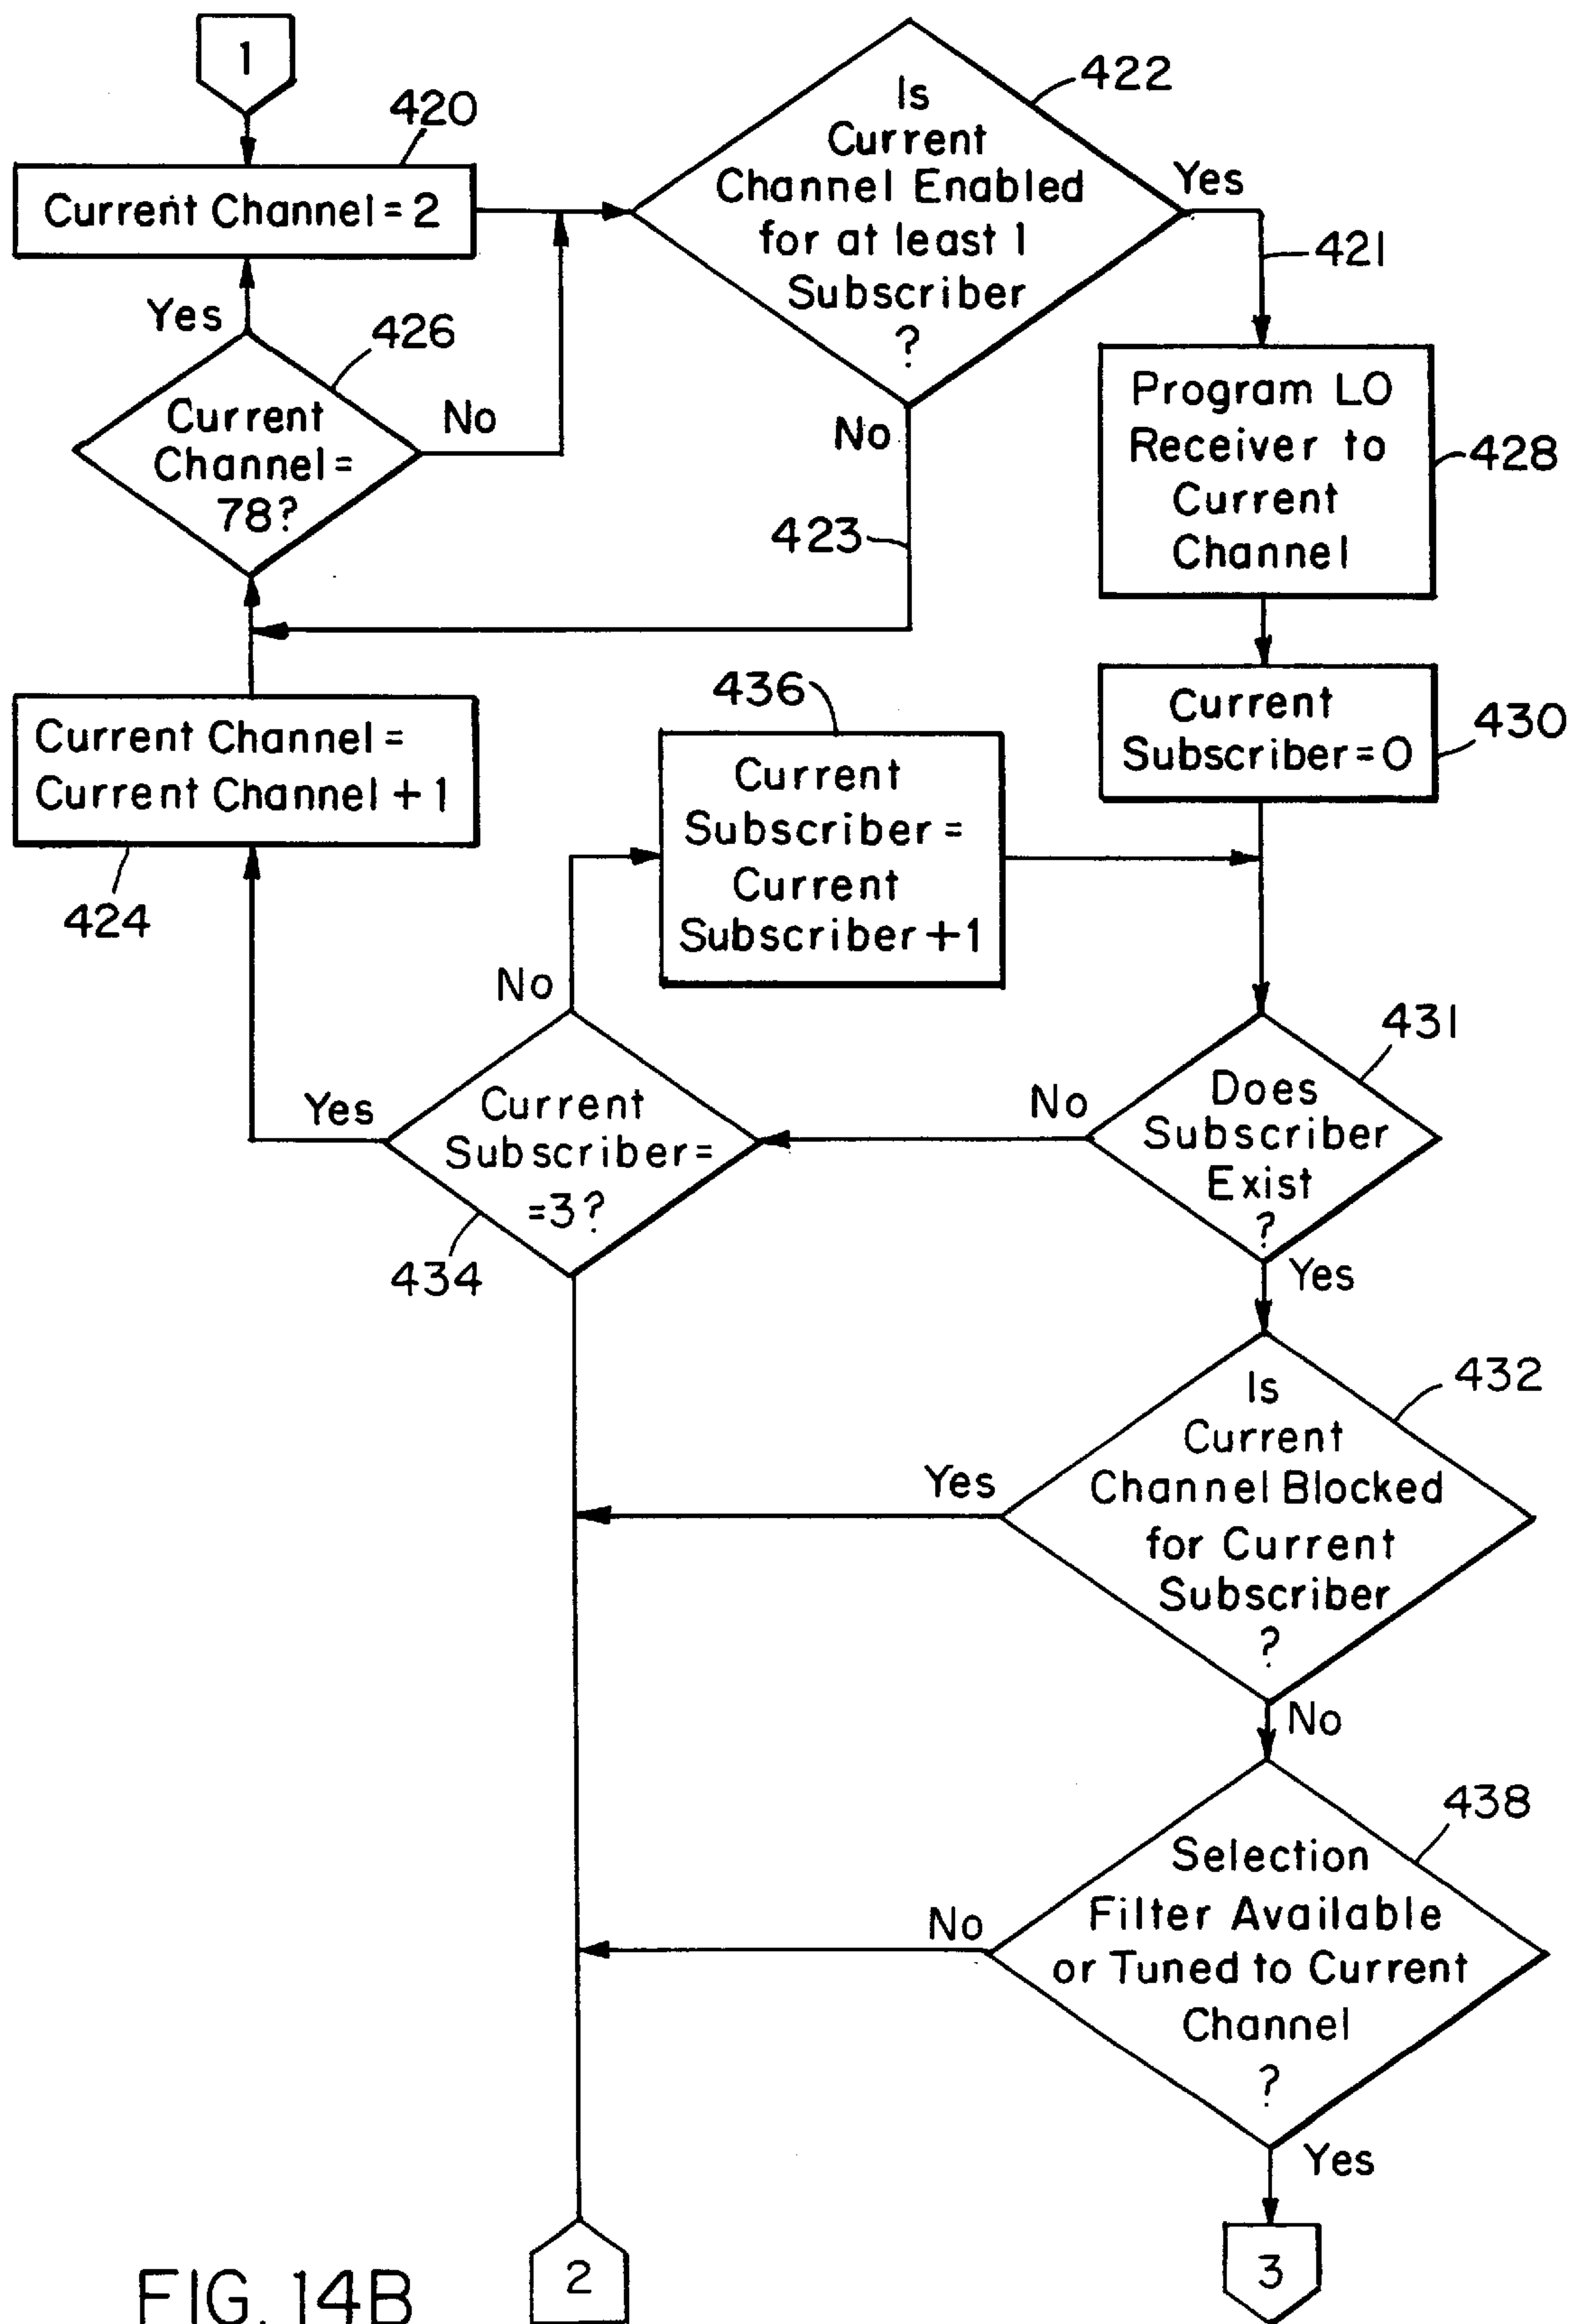 1
420
Current Channel = 2
Is
Current
Channel Enabled
for at least 1
Subscriber
?
422
Yes
421
Yes
426
Current
Channel =
78?
No
No
423
Program LO
Receiver to
Current
Channel
428
Current
Subscriber = 0
430
436
Current
Subscriber =
Current
Subscriber +1
Current Channel =
Current Channel + 1
424
No
Yes
Current
Subscriber =
=3?
434
No
431
Does
Subscriber
Exist
?
Yes
432
Is
Current
Channel Blocked
for Current
Subscriber
?
Yes
No
438
Selection
Filter Available
or Tuned to Current
Channel
?
No
Yes
2
3
FIG. 14B